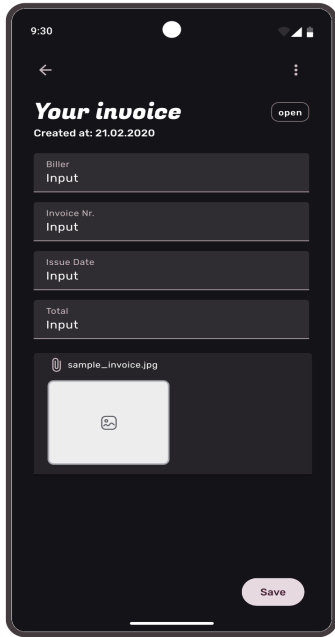 9:30
Your invoice
open
Created at: 21.02.2020
Biller
Input
Invoice Nr.
Input
Issue Date
Input
Total
Input
sample_invoice.jpg
Save